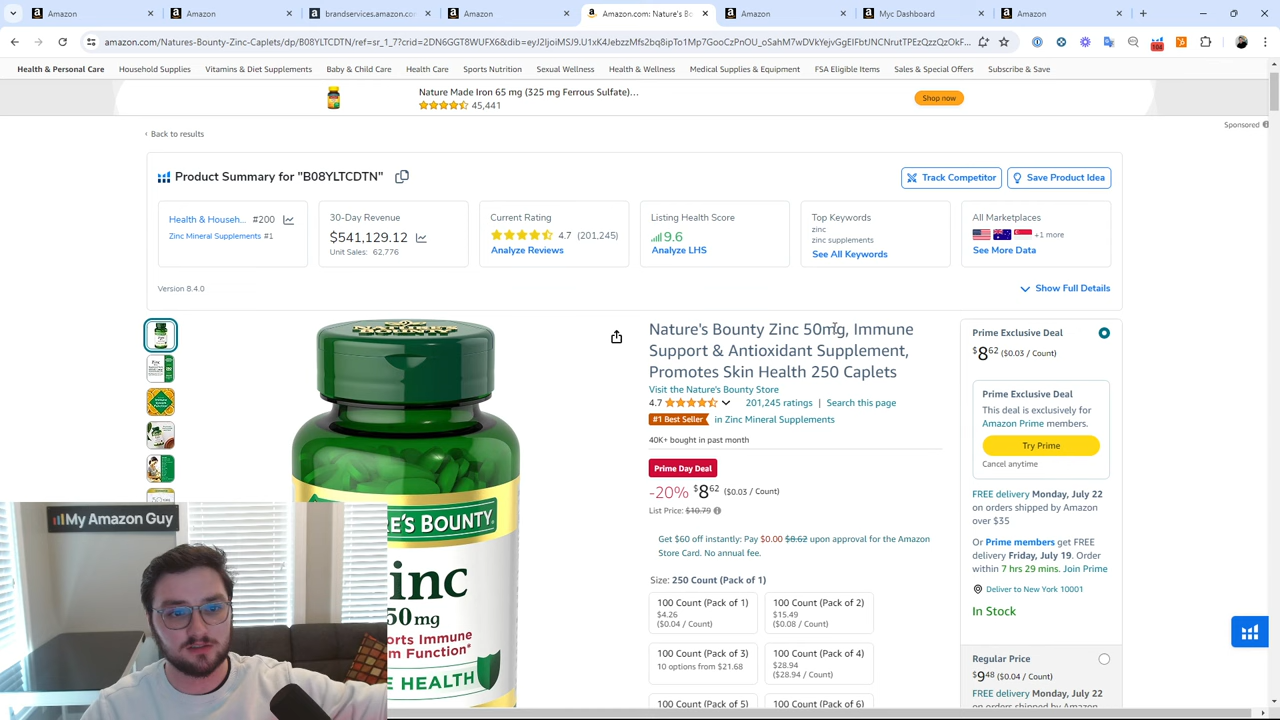 Amazon
Amazon
brandservices.amazon.co
Amazon
Amazon.com: Nature's Bo
Amazon
Myc Dashboard
Amazon
Health & Personal Care
Household Supplies
Vitamins & Diet Supplements
Baby & Child Care
Health Care
Sports Nutrition
Sexual Wellness
Health & Wellness
Medical Supplies & Equipment
FSA Eligible Items
Sales & Special Offers
Subscribe & Save
Nature Made Iron 65 mg (325 mg Ferrous Sulfate)…
45,441
Shop now
Sponsored
‹ Back to results
Product Summary for "B08YLTCDTN"
Track Competitor
Save Product Idea
Health & Househ... #200
Zinc Mineral Supplements #1
30-Day Revenue
$541,129.12
Unit Sales: 62,776
Current Rating
4.7 (201,245)
Analyze Reviews
Listing Health Score
9.6
Analyze LHS
Top Keywords
zinc
zinc supplements
See All Keywords
All Marketplaces
+1 more
See More Data
Version 8.4.0
Show Full Details
Nature's Bounty Zinc 50mg, Immune
Support & Antioxidant Supplement,
Promotes Skin Health 250 Caplets
Visit the Nature's Bounty Store
4.7
201,245 ratings | Search this page
#1 Best Seller in Zinc Mineral Supplements
40K+ bought in past month
Prime Day Deal
-20% $8 62 ($0.03 / Count)
List Price: $10.79
Get $60 off instantly: Pay $0.00 $8.62 upon approval for the Amazon
Store Card. No annual fee.
Size: 250 Count (Pack of 1)
100 Count (Pack of 1)
$4.26
($0.04 / Count)
100 Count (Pack of 2)
$15.49
($0.08 / Count)
100 Count (Pack of 3)
10 options from $21.68
100 Count (Pack of 4)
$28.94
($28.94 / Count)
100 Count (Pack of 5)
100 Count (Pack of 6)
Prime Exclusive Deal
$8 62 ($0.03 / Count)
Prime Exclusive Deal
This deal is exclusively for
Amazon Prime members.
Try Prime
Cancel anytime
FREE delivery Monday, July 22
on orders shipped by Amazon
over $35
Or Prime members get FREE
delivery Friday, July 19. Order
within 7 hrs 29 mins. Join Prime
Deliver to New York 10001
In Stock
Regular Price
$9 48 ($0.04 / Count)
FREE delivery Monday, July 22
on orders shipped by Amazon
BOUNTY
E'S BOUNTY
inc
50 mg
orts Immune
m Function*
E HEALTH
My Amazon Guy